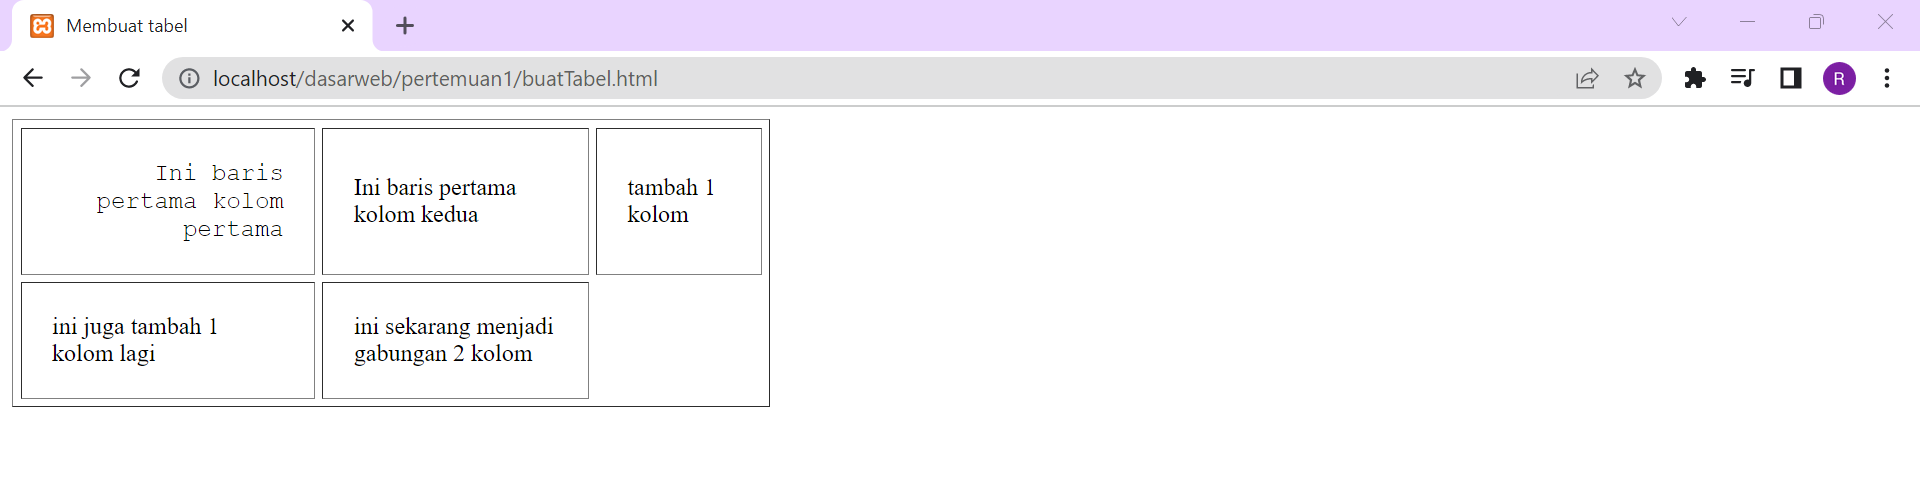 Membuat tabel
localhost/dasarweb/pertemuan1/buatTabel.html
R
Ini baris
pertama kolom
pertama
Ini baris pertama
kolom kedua
tambah 1
kolom
ini juga tambah 1
kolom lagi
ini sekarang menjadi
gabungan 2 kolom